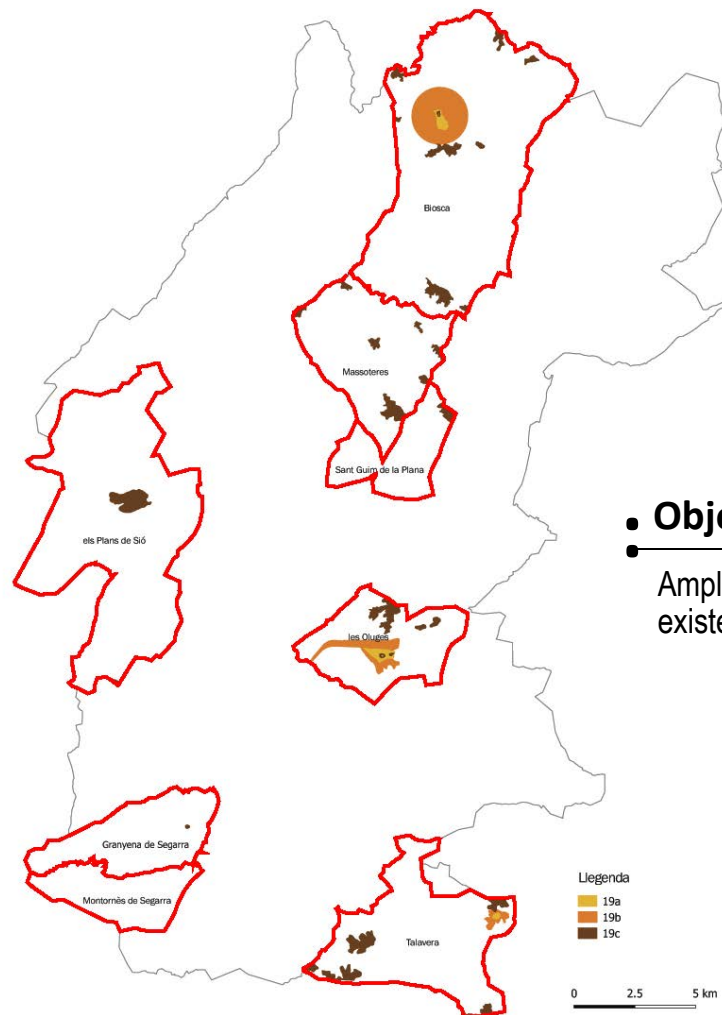 Biosca
Massoteres
Sant Guim de la Plana
els Plans de Sió
Obje
Ampl
existe
les Oluges
Granyena de Segarra
Montornès de Segarra
Talavera
Llegenda
19a
19b
19c
0 2.5 5 km